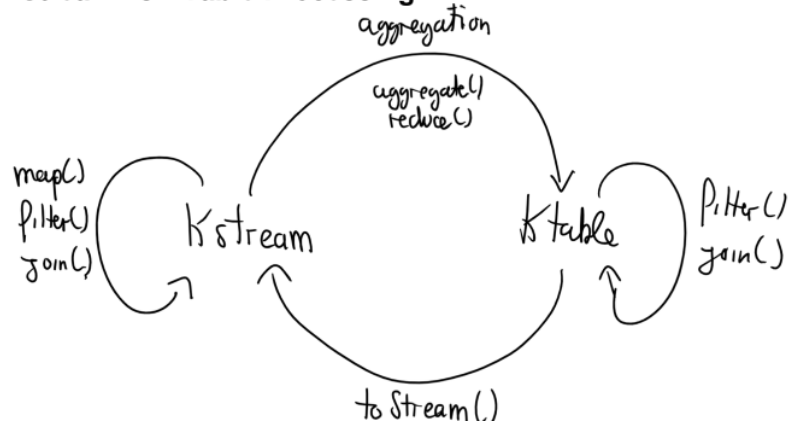 aggregation
aggregate()
reduce()
map()
filter()
join()
Kstream
Ktable
filter()
join()
toStream()